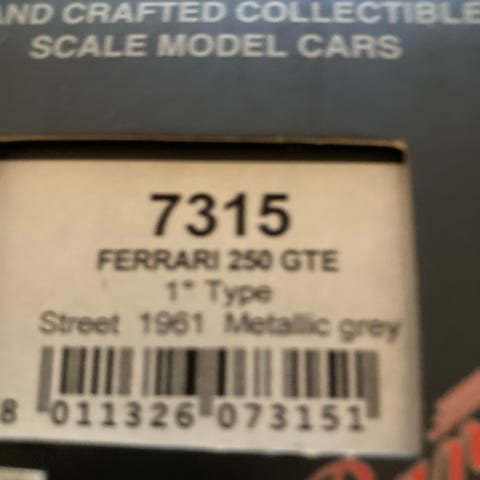 AND CRAFTED COLLECTIBLE
SCALE MODEL CARS
7315
FERRARI 250 GTE
1° Type
Street 1961 Metallic grey
8 011326 073151